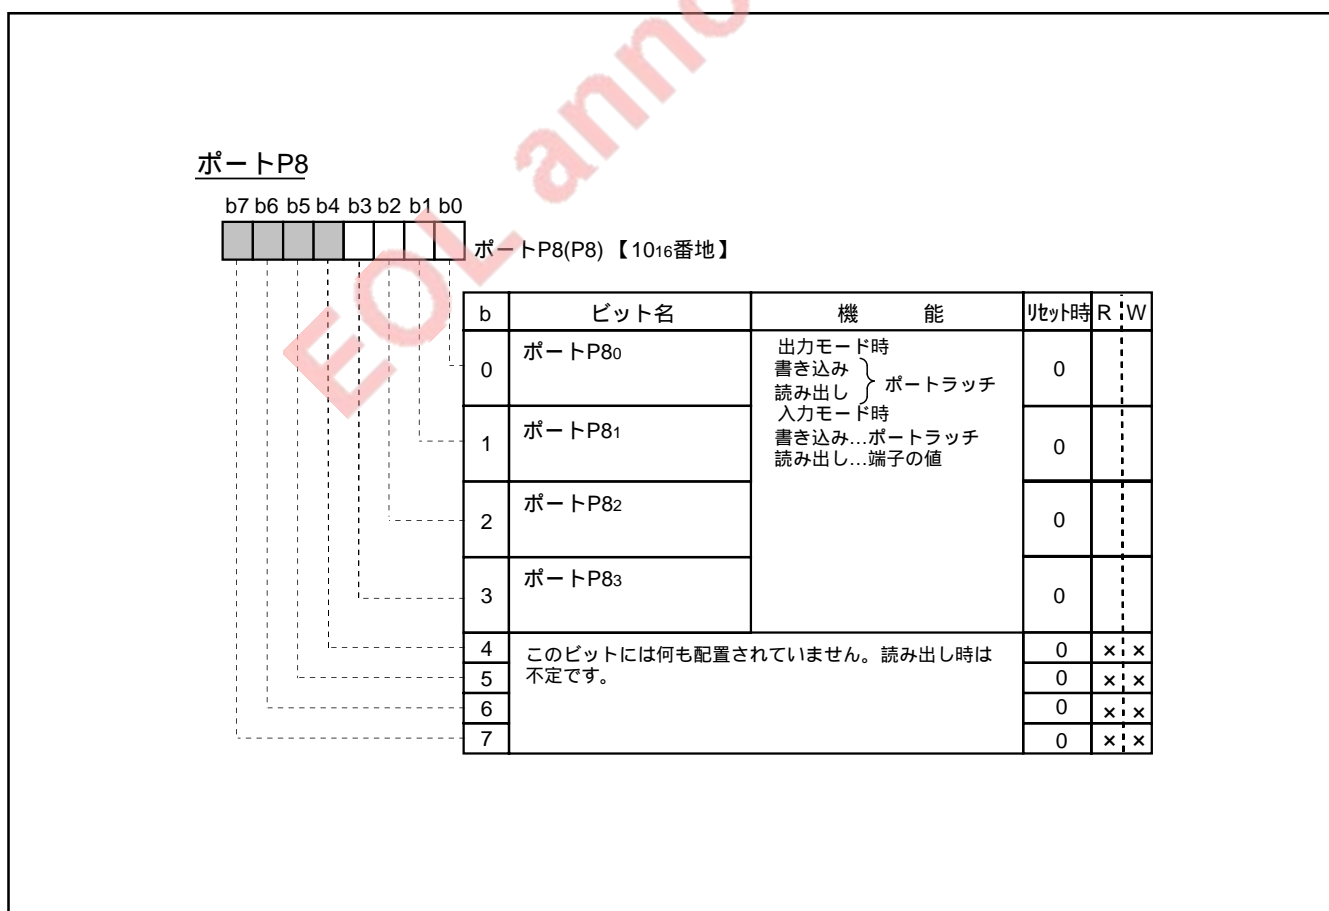 EOL anno
ポートP8
b7 b6 b5 b4 b3 b2 b1 b0
ポートP8(P8)【1016番地】
b ビット名 機 能 リセット時 R W
0 ポートP80 出力モード時 0
書き込み
読み出し } ポートラッチ
入力モード時
1 ポートP81 書き込み...ポートラッチ 0
読み出し...端子の値
2 ポートP82 0
3 ポートP83 0
4 このビットには何も配置されていません。読み出し時は 0 × ×
5 不定です。 0 × ×
6 0 × ×
7 0 × ×